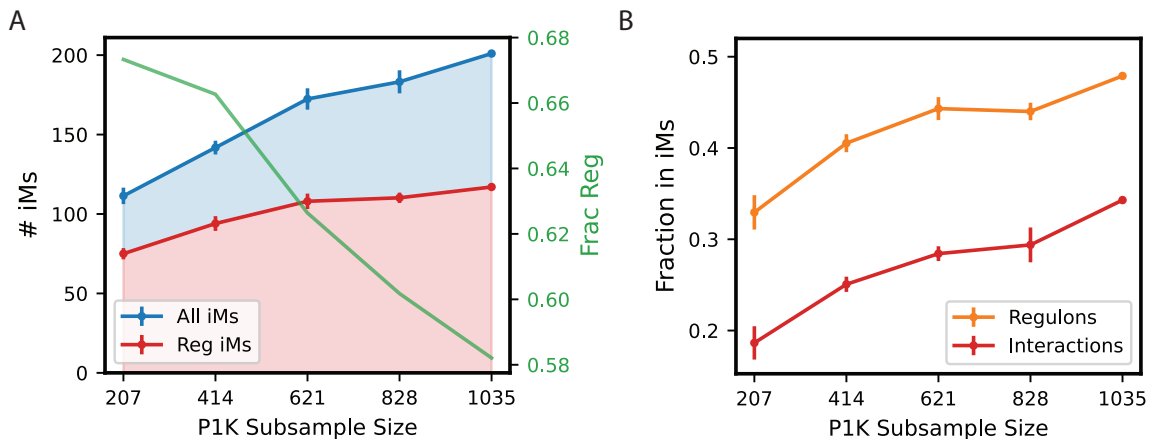 A
200
150
100
50
0
# iMs
All iMs
Reg iMs
0.68
0.66
0.64
0.62
0.60
0.58
Frac Reg
207 414 621 828 1035
P1K Subsample Size
B
0.5
0.4
0.3
0.2
Fraction in iMs
Regulons
Interactions
207 414 621 828 1035
P1K Subsample Size